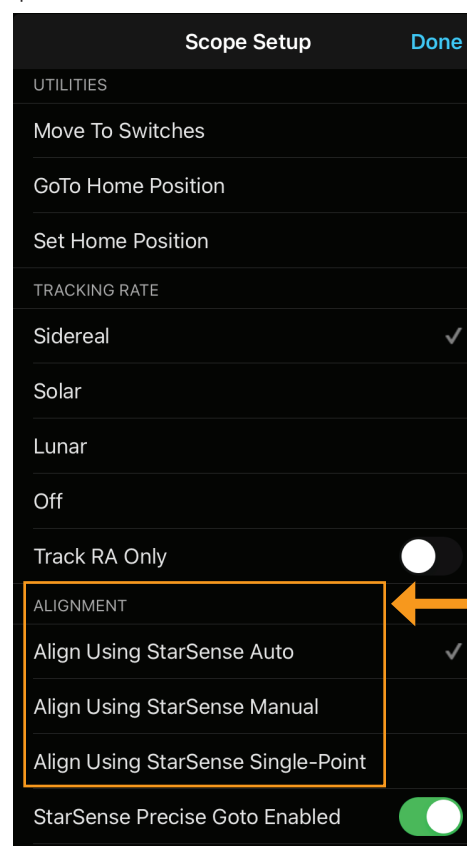 Scope Setup
Done
UTILITIES
Move To Switches
GoTo Home Position
Set Home Position
TRACKING RATE
Sidereal
Solar
Lunar
Off
Track RA Only
ALIGNMENT
Align Using StarSense Auto
Align Using StarSense Manual
Align Using StarSense Single-Point
StarSense Precise Goto Enabled